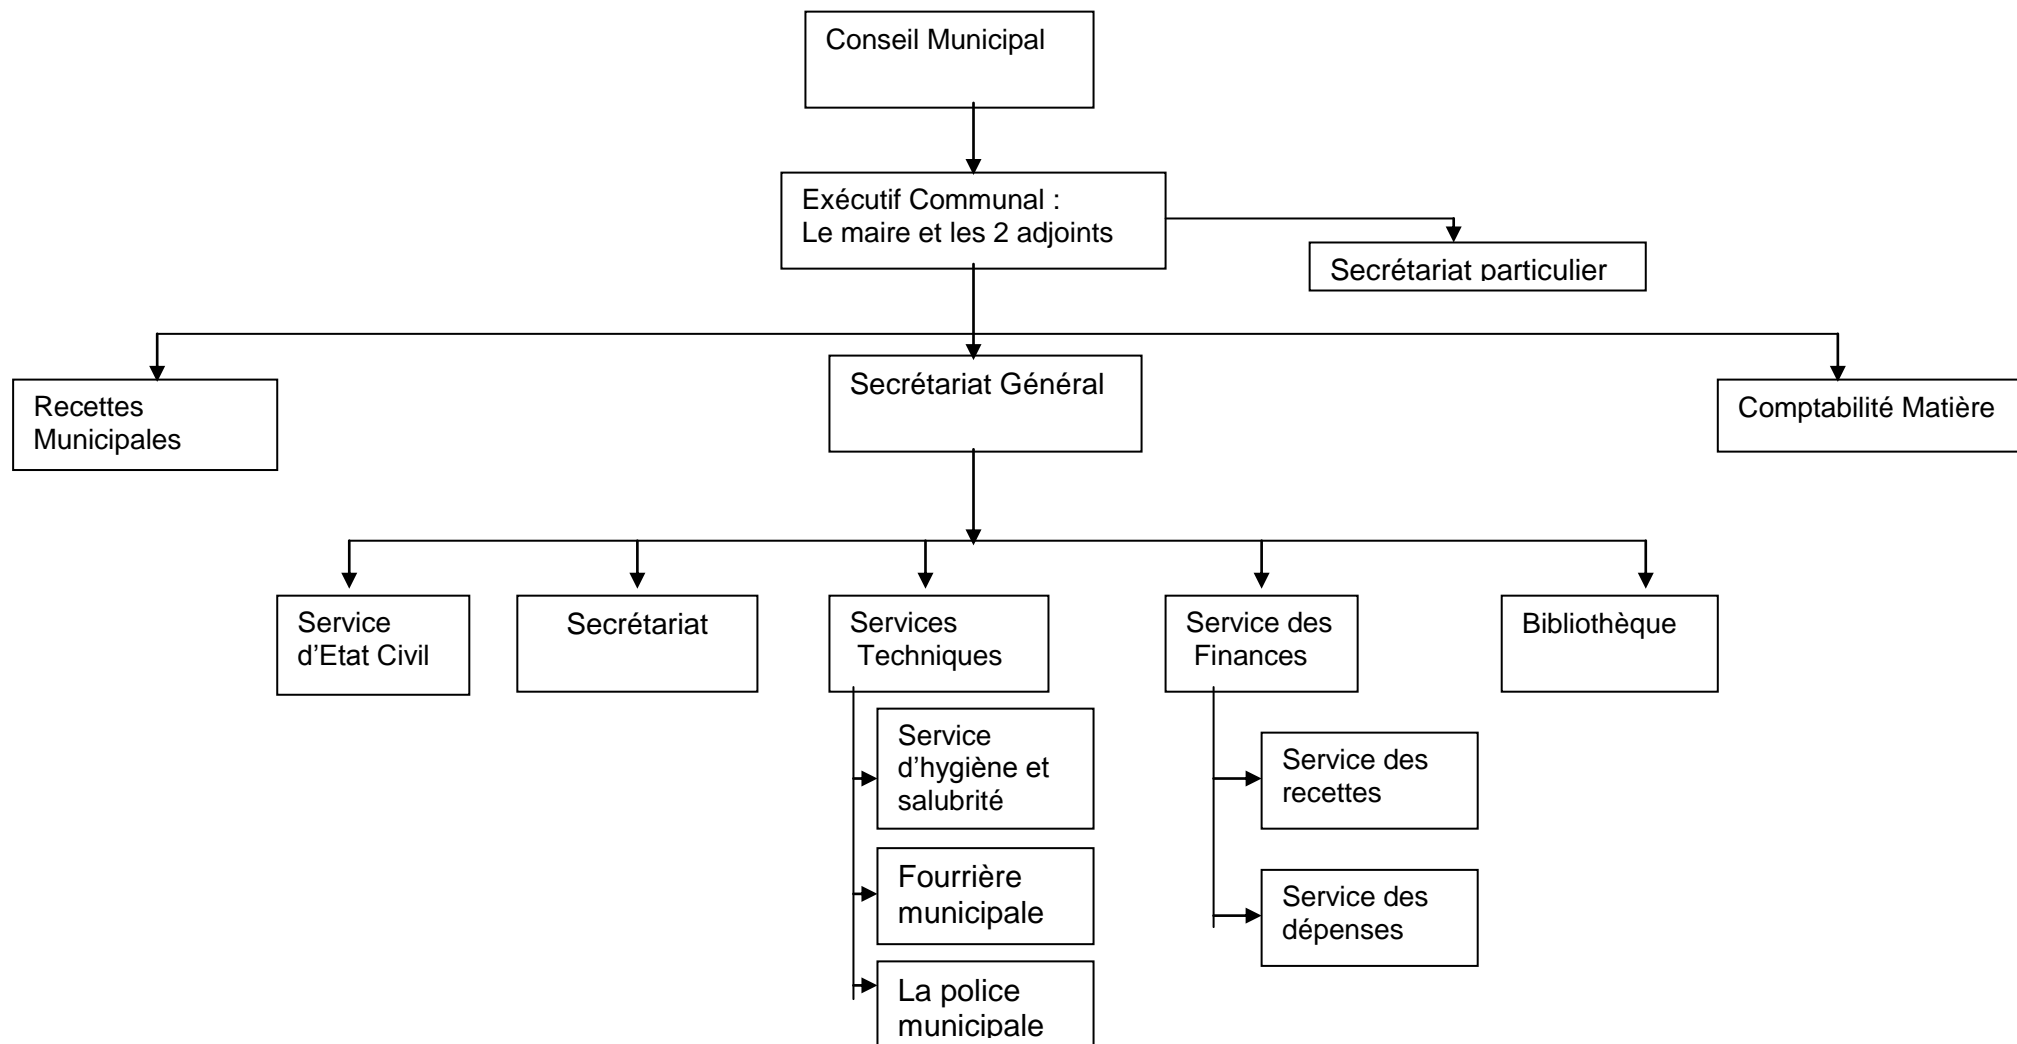 Conseil Municipal
Exécutif Communal :
Le maire et les 2 adjoints
Secrétariat particulier
Recettes
Municipales
Secrétariat Général
Comptabilité Matière
Service
d’Etat Civil
Secrétariat
Services
Techniques
Service des
Finances
Bibliothèque
Service
d’hygiène et
salubrité
Fourrière
municipale
La police
municipale
Service des
recettes
Service des
dépenses